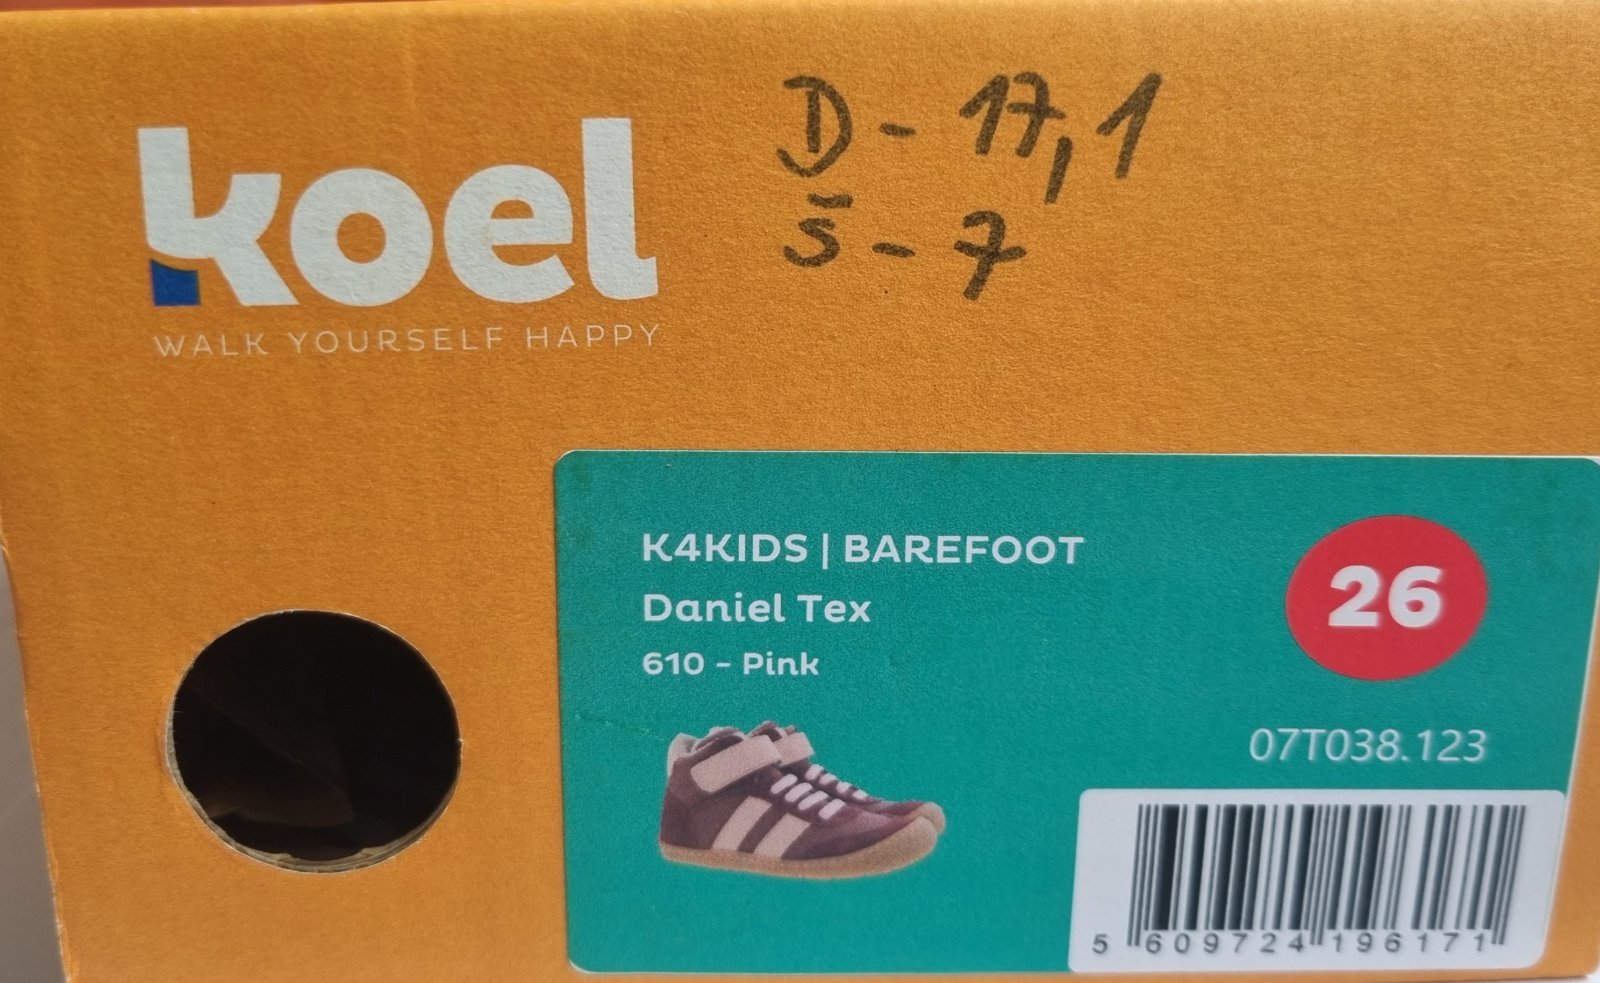 koel
WALK YOURSELF HAPPY
D - 17,1
Š - 7
K4KIDS | BAREFOOT
Daniel Tex
610 - Pink
26
07T038.123
5 609724 196171